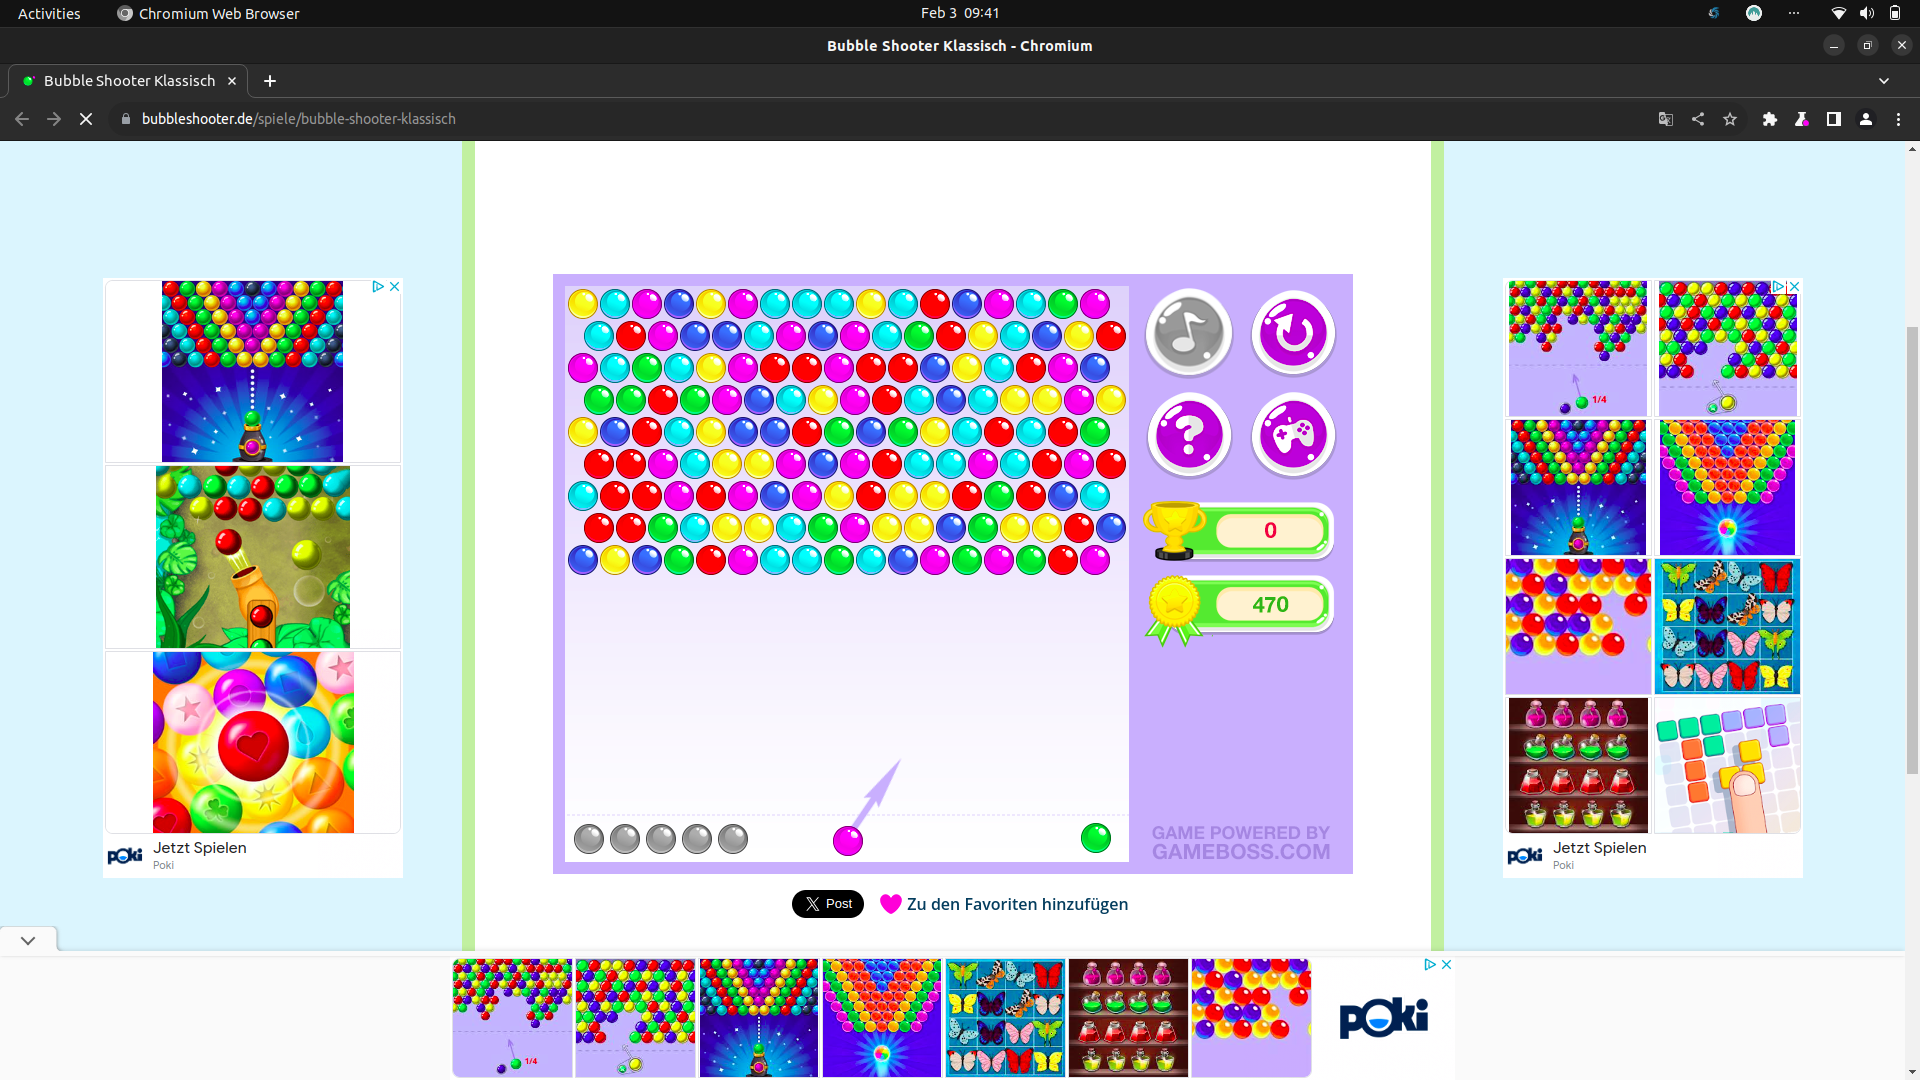 Activities
Chromium Web Browser
Feb 3 09:41
Bubble Shooter Klassisch - Chromium
Bubble Shooter Klassisch
bubbleshooter.de/spiele/bubble-shooter-klassisch
1/4
0
470
GAME POWERED BY
GAMEBOSS.COM
poki
Jetzt Spielen
Poki
poki
Jetzt Spielen
Poki
Post
Zu den Favoriten hinzufügen
1/4
poki